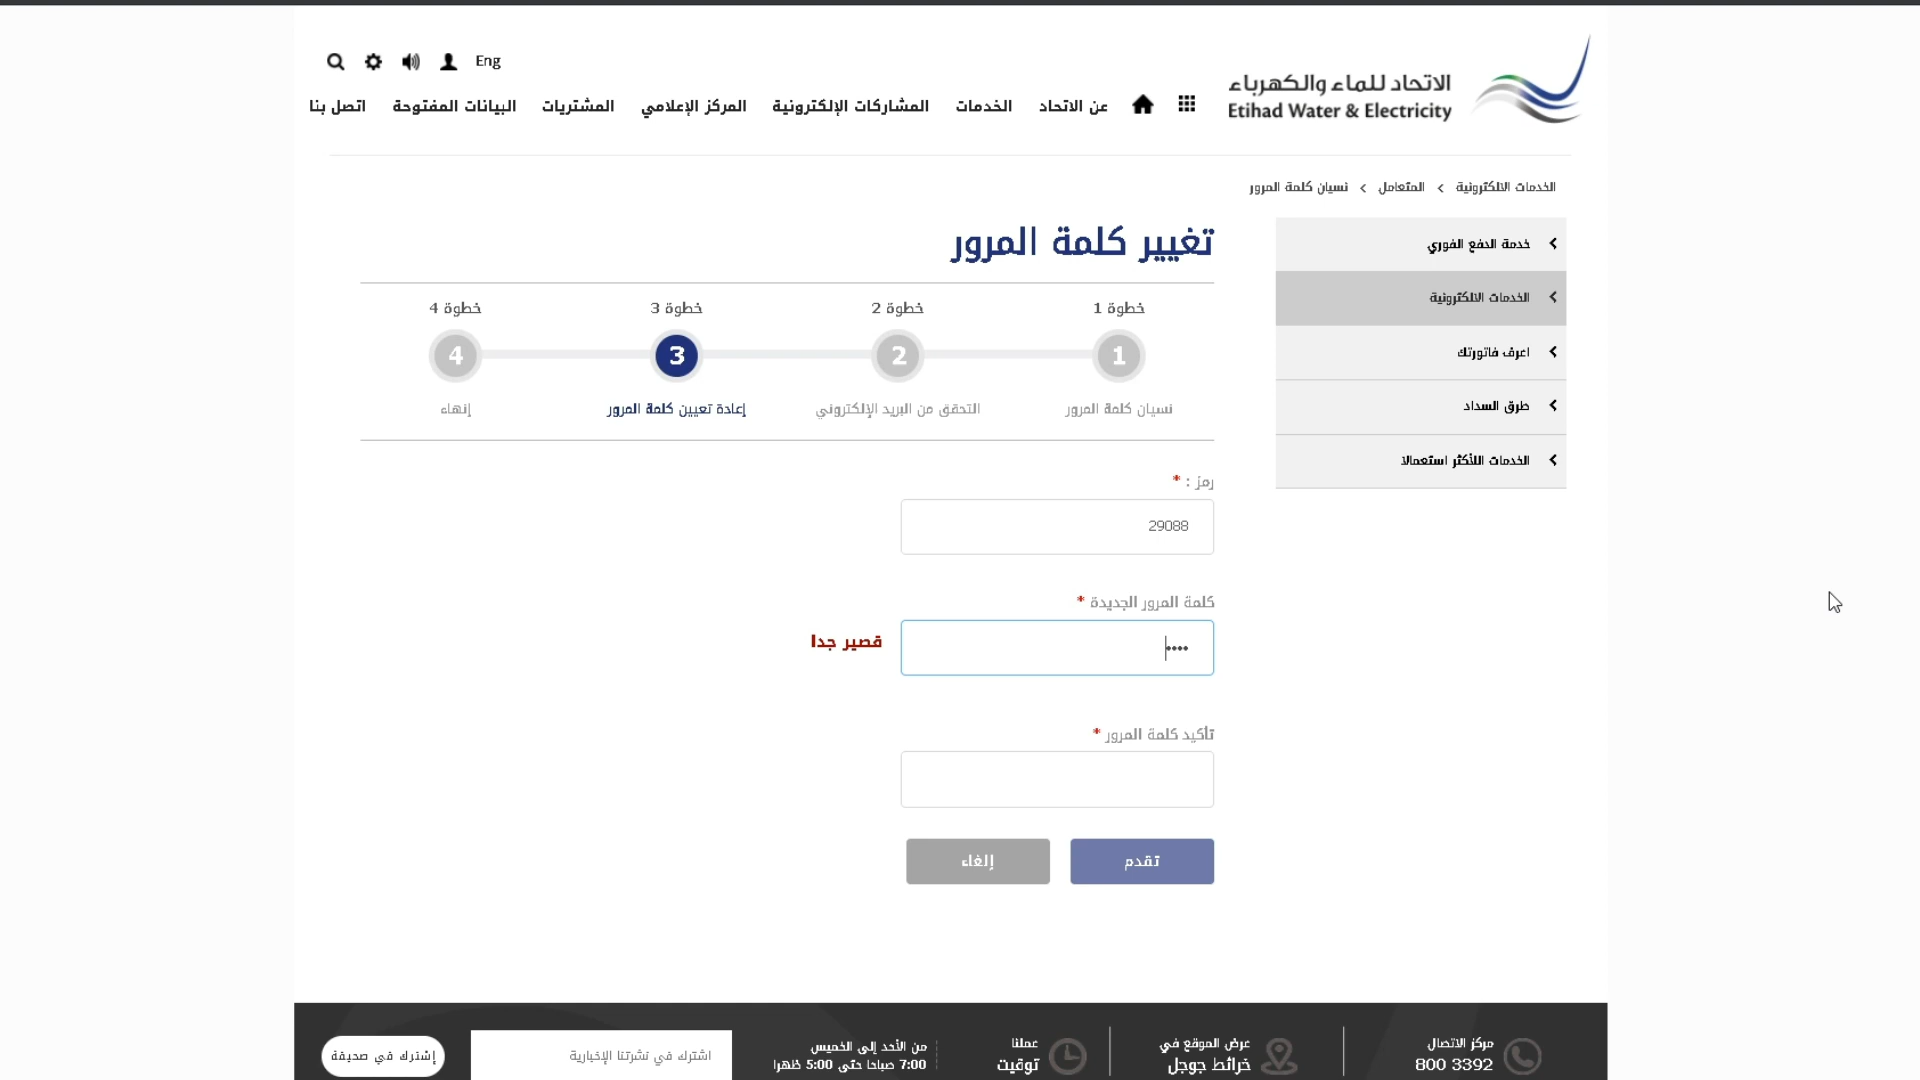 الاتحاد للماء والكهرباء
Etihad Water & Electricity
Eng
عن الاتحاد
الخدمات
المشاركات الإلكترونية
المركز الإعلامي
المشتريات
البيانات المفتوحة
اتصل بنا
الخدمات الالكترونية > المتعامل > نسيان كلمة المرور
خدمة الدفع الفوري
الخدمات الالكترونية
اعرف فاتورتك
طرق السداد
الخدمات الأكثر استعمالا
تغيير كلمة المرور
خطوة 1
خطوة 2
خطوة 3
خطوة 4
1
2
3
4
نسيان كلمة المرور
التحقق من البريد الإلكتروني
إعادة تعيين كلمة المرور
إنهاء
رمز : *
29088
كلمة المرور الجديدة *
••••
قصير جدا
تأكيد كلمة المرور *
تقدم
إلغاء
مركز الاتصال
800 3392
عرض الموقع في
خرائط جوجل
عملنا
توقيت
من الأحد إلى الخميس
7:00 صباحا حتى 5:00 ظهرا
اشترك في نشرتنا الإخبارية
إشترك في صحيفة